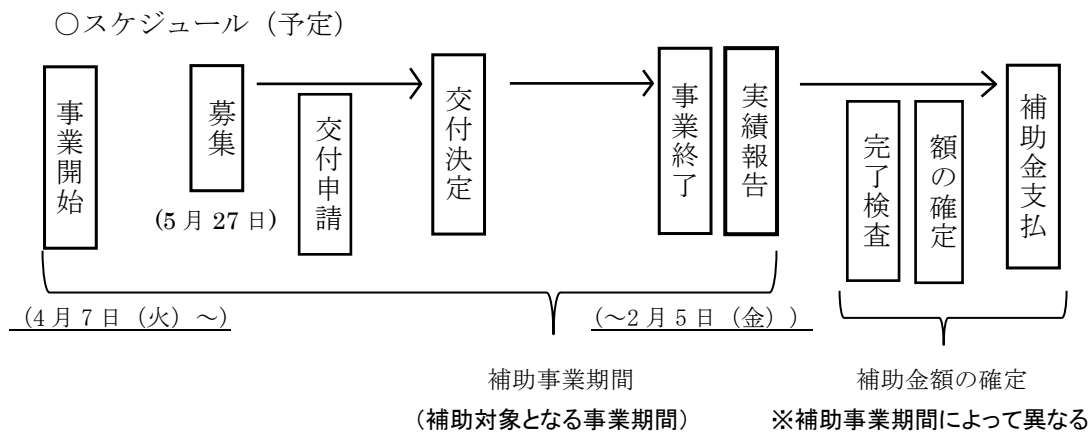 ○スケジュール（予定）
事業開始
募集
(5 月 27 日)
交付申請
交付決定
事業終了
実績報告
完了検査
額の確定
補助金支払
(4 月 7 日（火）～)
(～2 月 5 日（金）)
補助事業期間
（補助対象となる事業期間）
補助金額の確定
※補助事業期間によって異なる